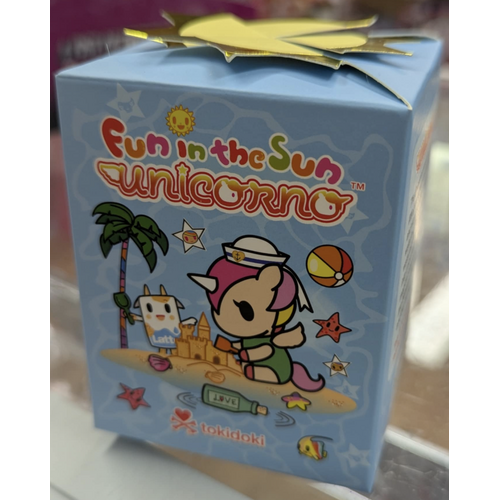 Fun in the Sun
unicorno™
Latte
LOVE
tokidoki